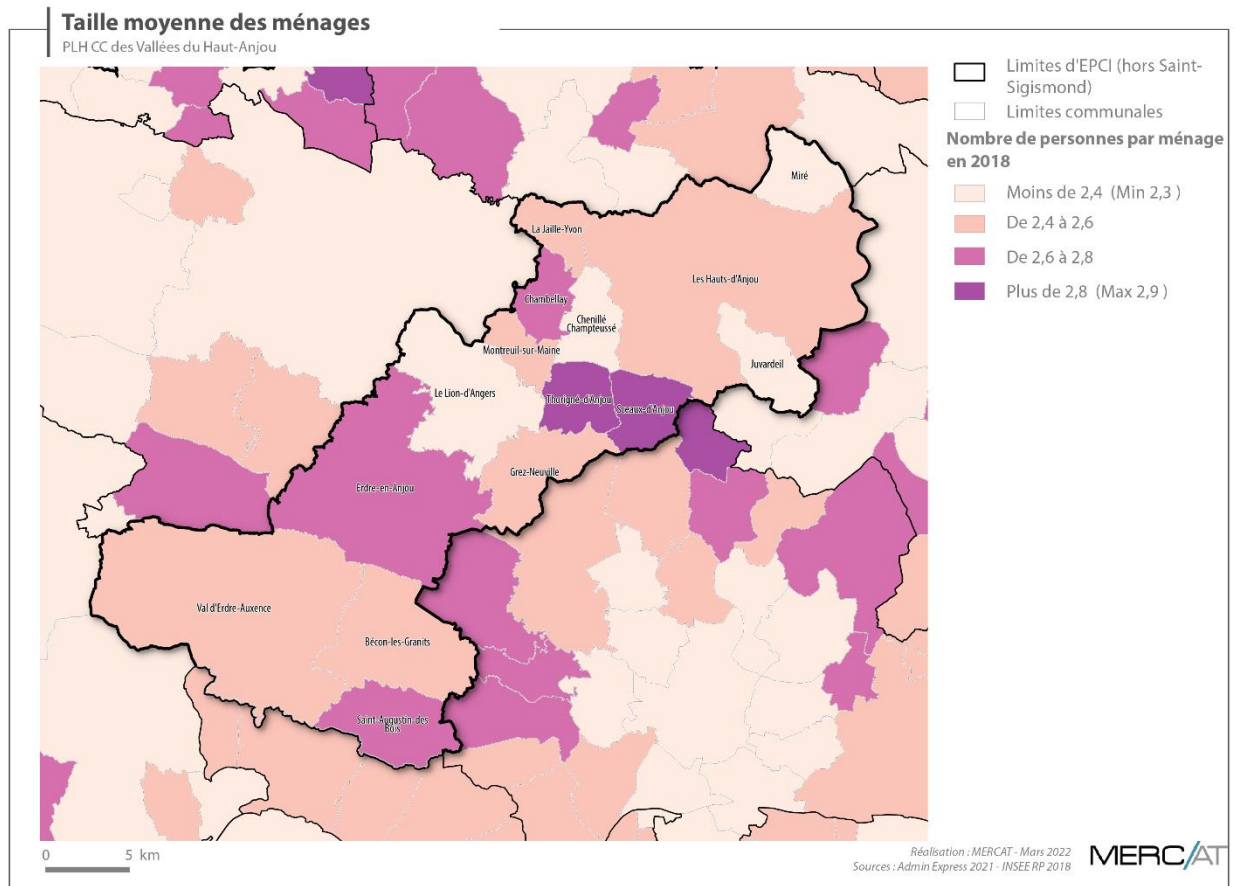 Taille moyenne des ménages
PLH CC des Vallées du Haut-Anjou
Limites d'EPCI (hors Saint-
Sigismond)
Limites communales
Nombre de personnes par ménage
en 2018
Moins de 2,4 (Min 2,3 )
De 2,4 à 2,6
De 2,6 à 2,8
Plus de 2,8 (Max 2,9 )
Miré
La Jaille-Yvon
Les Hauts-d'Anjou
Chambellay
Chenillé
Champteussé
Montreuil-sur-Maine
Juvardeil
Le Lion-d'Angers
Thorigné-d'Anjou
Sceaux-d'Anjou
Grez-Neuville
Erdre-en-Anjou
Val d'Erdre-Auxence
Bécon-les-Granits
Saint-Augustin-des
Bois
0 5 km
Réalisation : MERCAT - Mars 2022
Sources : Admin Express 2021 - INSEE RP 2018
MERC/AT